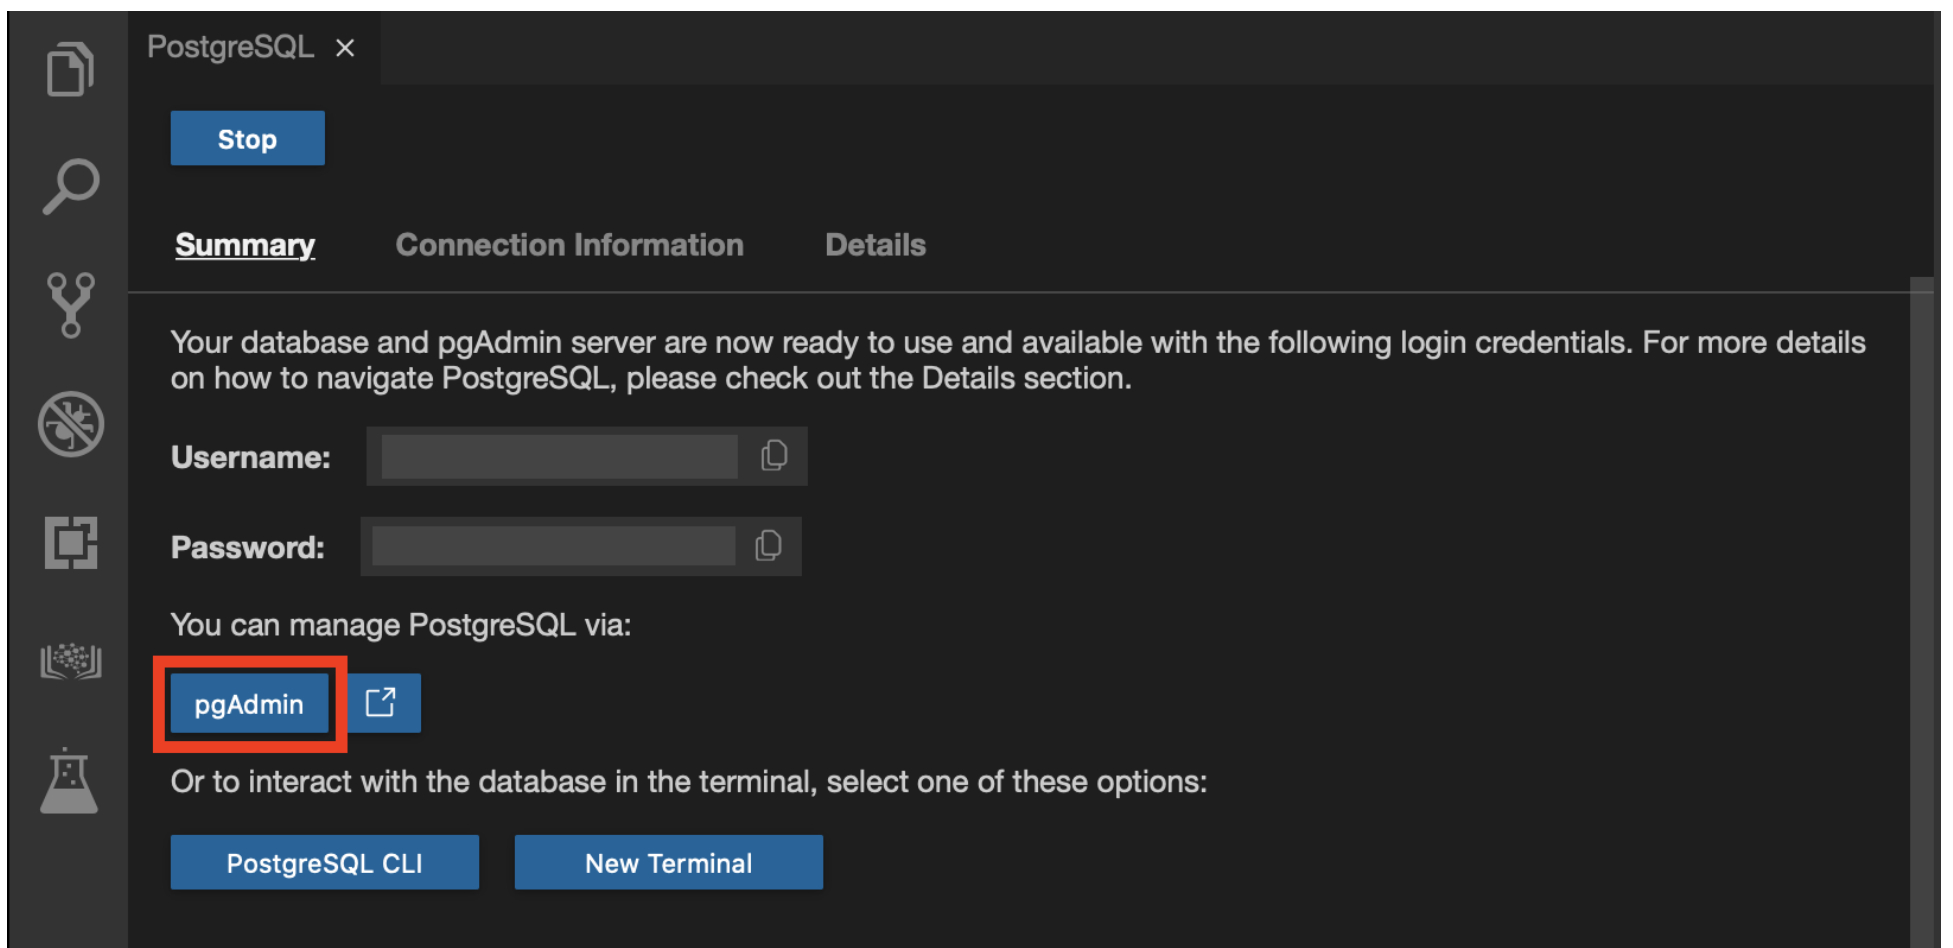 PostgreSQL
Stop
Summary Connection Information Details
Your database and pgAdmin server are now ready to use and available with the following login credentials. For more details
on how to navigate PostgreSQL, please check out the Details section.
Username:
Password:
You can manage PostgreSQL via:
pgAdmin
Or to interact with the database in the terminal, select one of these options:
PostgreSQL CLI New Terminal